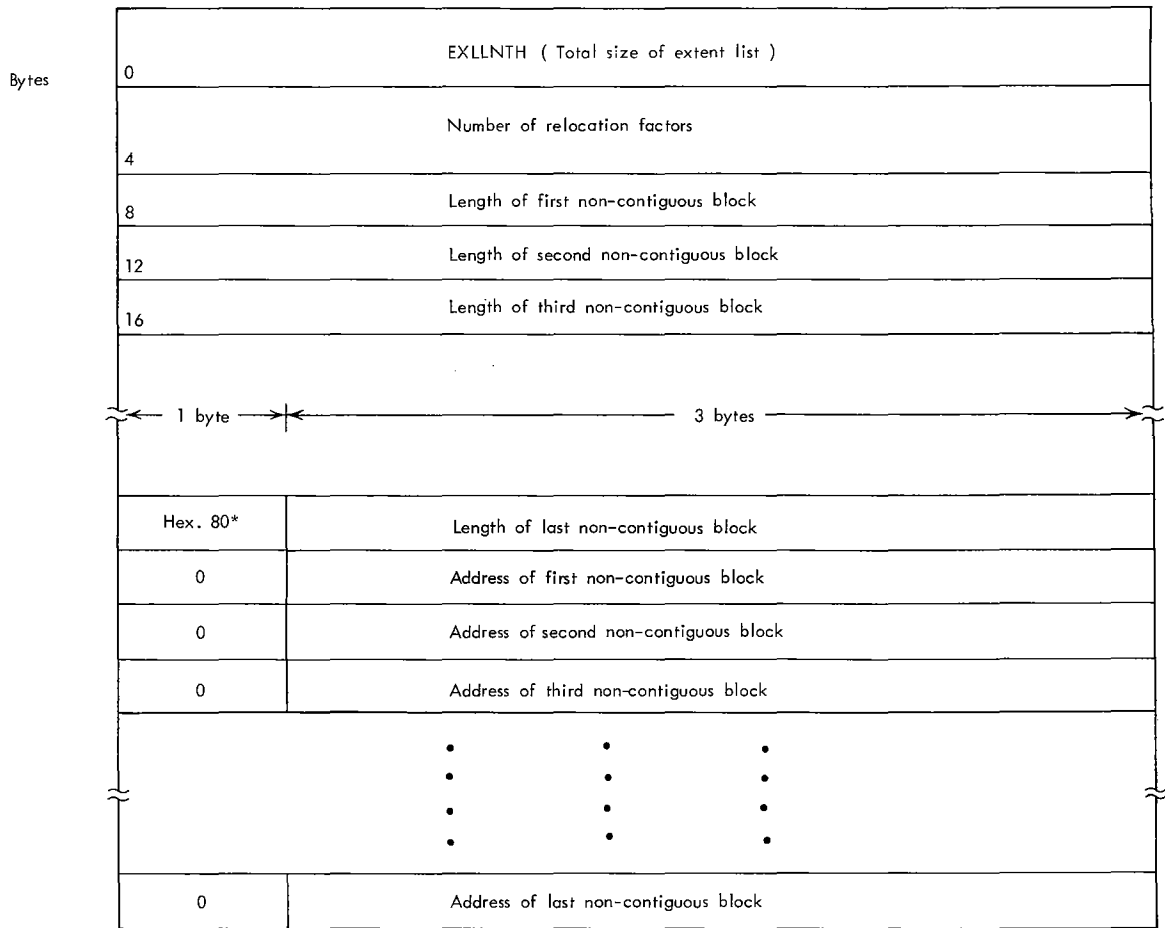 EXLLNTH ( Total size of extent list )
Bytes
0
Number of relocation factors
4
Length of first non-contiguous block
8
Length of second non-contiguous block
12
Length of third non-contiguous block
16
1 byte
3 bytes
Hex. 80*
Length of last non-contiguous block
0
Address of first non-contiguous block
0
Address of second non-contiguous block
0
Address of third non-contiguous block
0
Address of last non-contiguous block